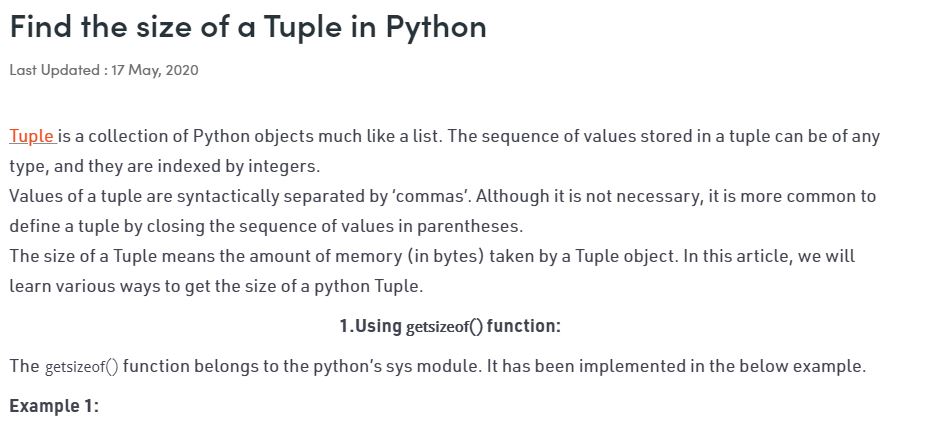 Find the size of a Tuple in Python
Last Updated : 17 May, 2020
Tuple is a collection of Python objects much like a list. The sequence of values stored in a tuple can be of any
type, and they are indexed by integers.
Values of a tuple are syntactically separated by ‘commas’. Although it is not necessary, it is more common to
define a tuple by closing the sequence of values in parentheses.
The size of a Tuple means the amount of memory (in bytes) taken by a Tuple object. In this article, we will
learn various ways to get the size of a python Tuple.
1.Using getsizeof() function:
The getsizeof() function belongs to the python’s sys module. It has been implemented in the below example.
Example 1: